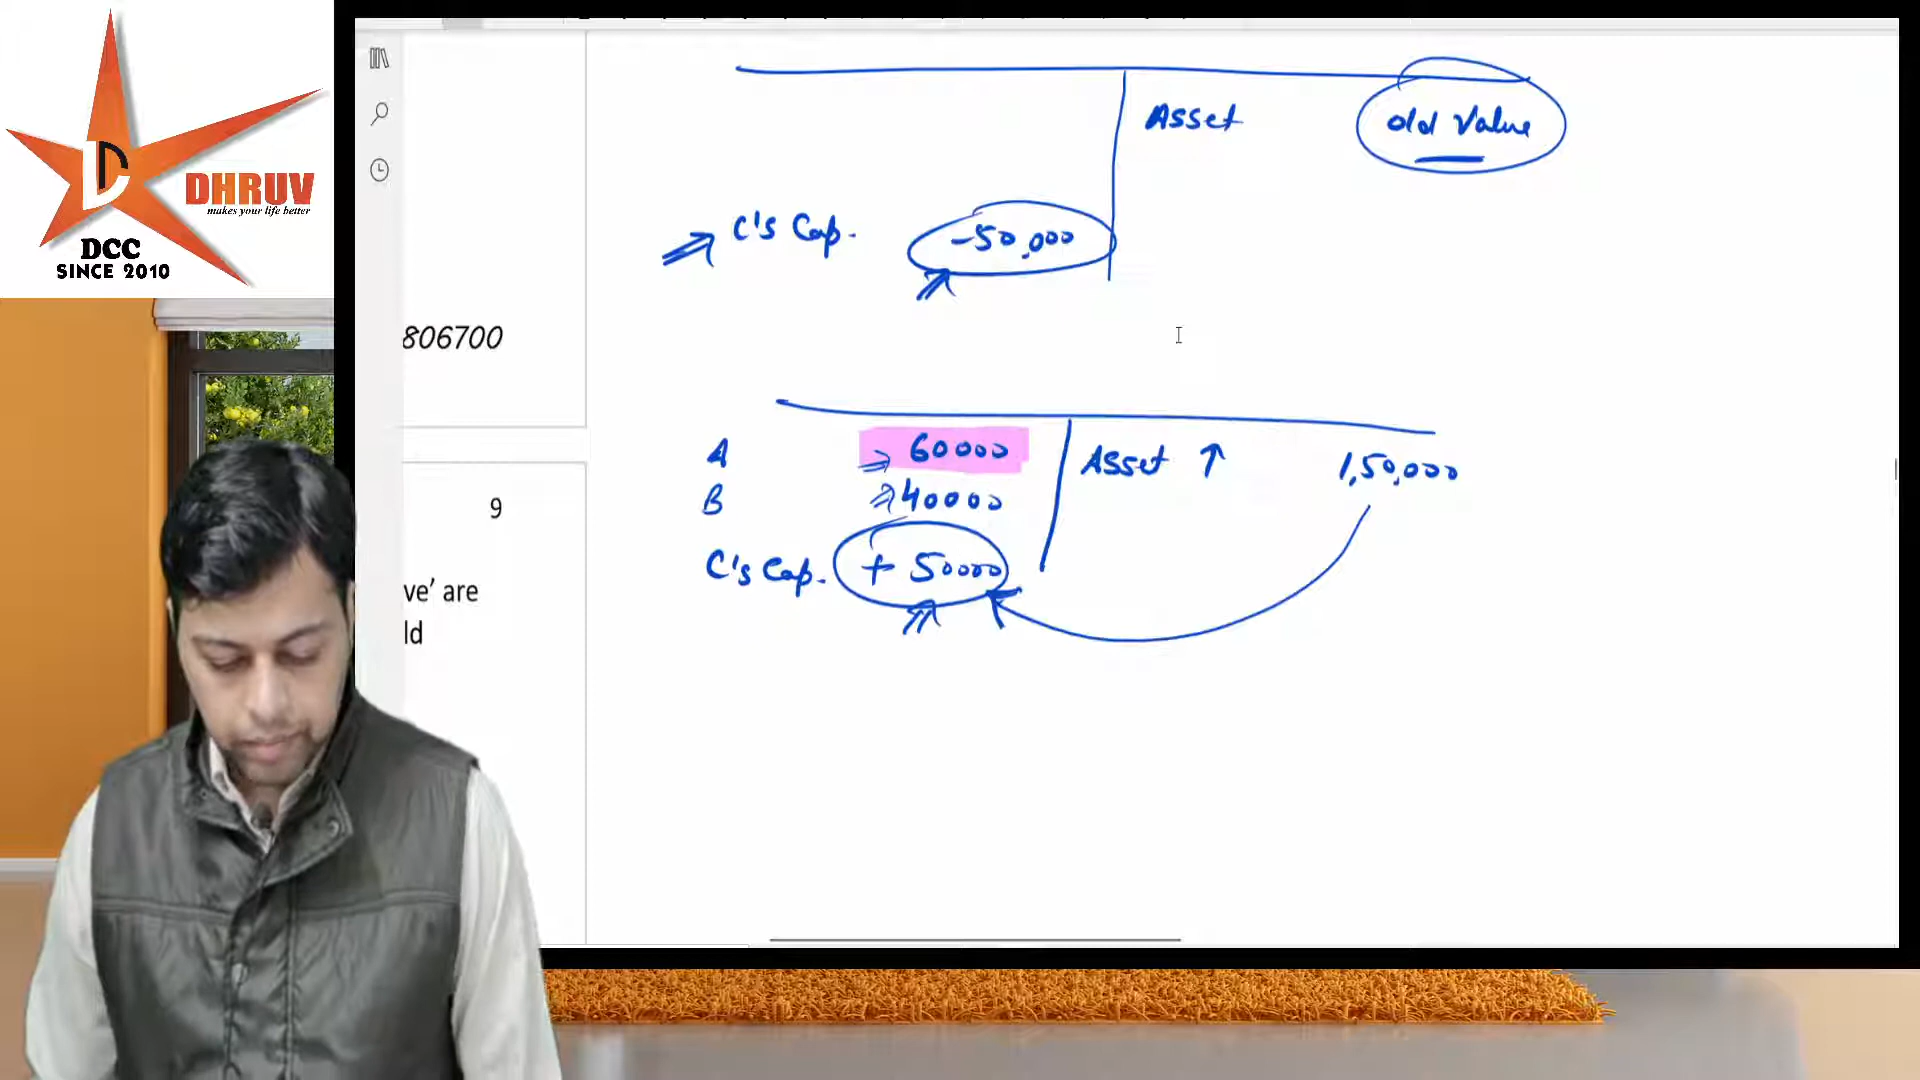 DHRUV
makes your life better
DCC
SINCE 2010
806700
9
ve' are
ld
Asset old Value
C's Cap. -50,000
A 60000 Asset ↑ 1,50,000
B 40000
C's Cap. + 50000